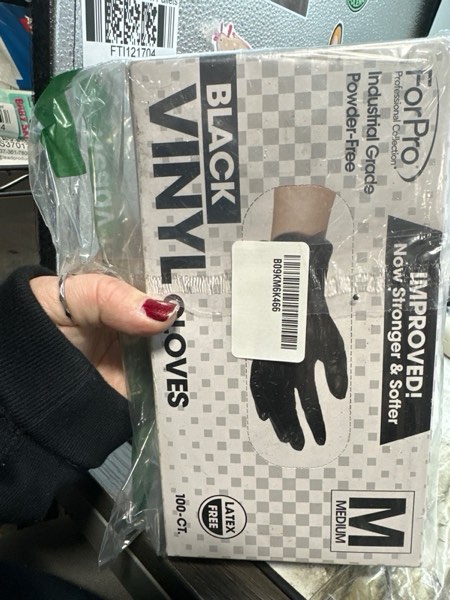 FTI121704
ForPro
Professional Collection
Industrial Grade
Powder-Free
BLACK
VINYL
GLOVES
B09KM6K466
IMPROVED!
Now Stronger & Softer
LATEX
FREE
100-CT.
M
MEDIUM